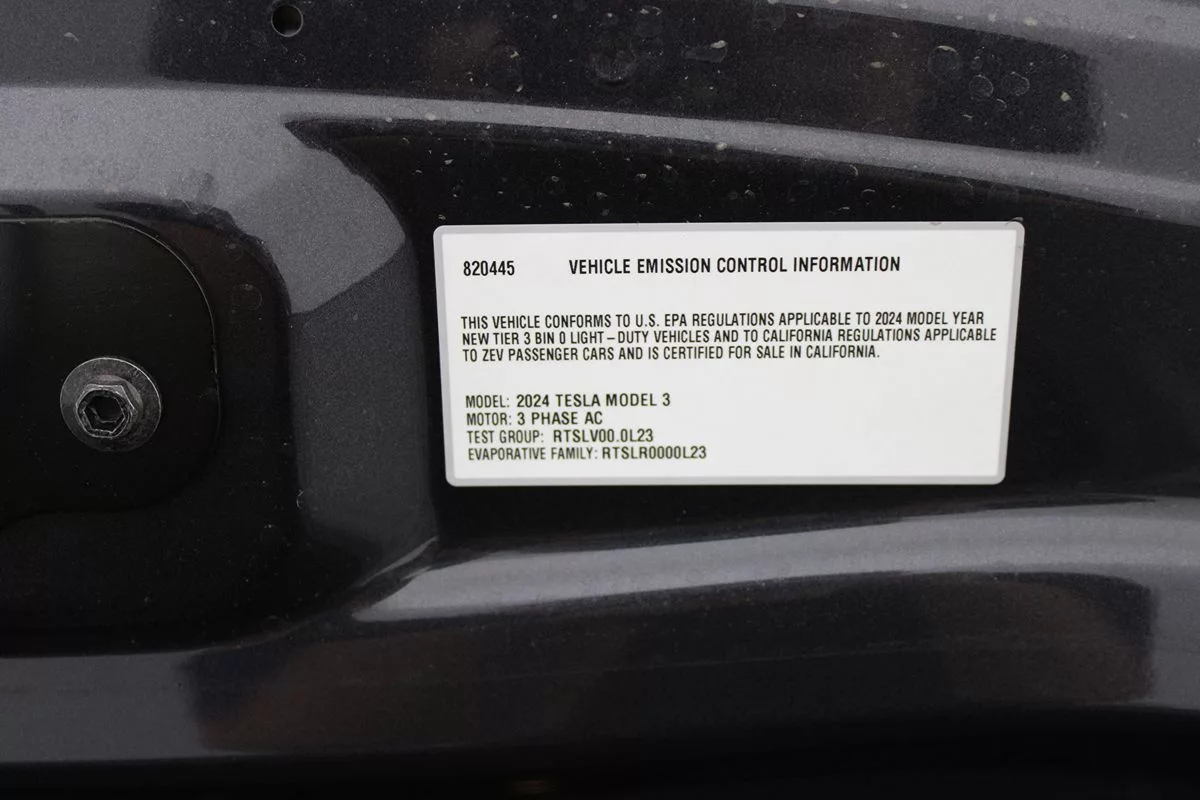 820445 VEHICLE EMISSION CONTROL INFORMATION
THIS VEHICLE CONFORMS TO U.S. EPA REGULATIONS APPLICABLE TO 2024 MODEL YEAR
NEW TIER 3 BIN 0 LIGHT–DUTY VEHICLES AND TO CALIFORNIA REGULATIONS APPLICABLE
TO ZEV PASSENGER CARS AND IS CERTIFIED FOR SALE IN CALIFORNIA.
MODEL: 2024 TESLA MODEL 3
MOTOR: 3 PHASE AC
TEST GROUP: RTSLV00.0L23
EVAPORATIVE FAMILY: RTSLR0000L23